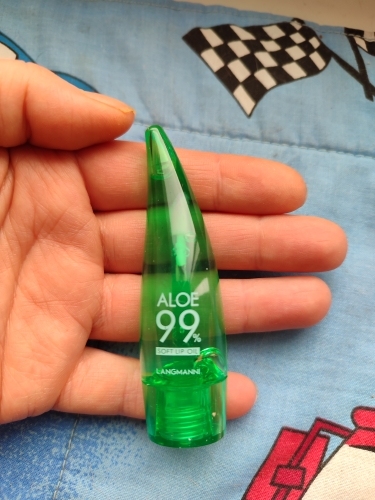 ALOE
99%
SOFT LIP OIL
LANGMANNI